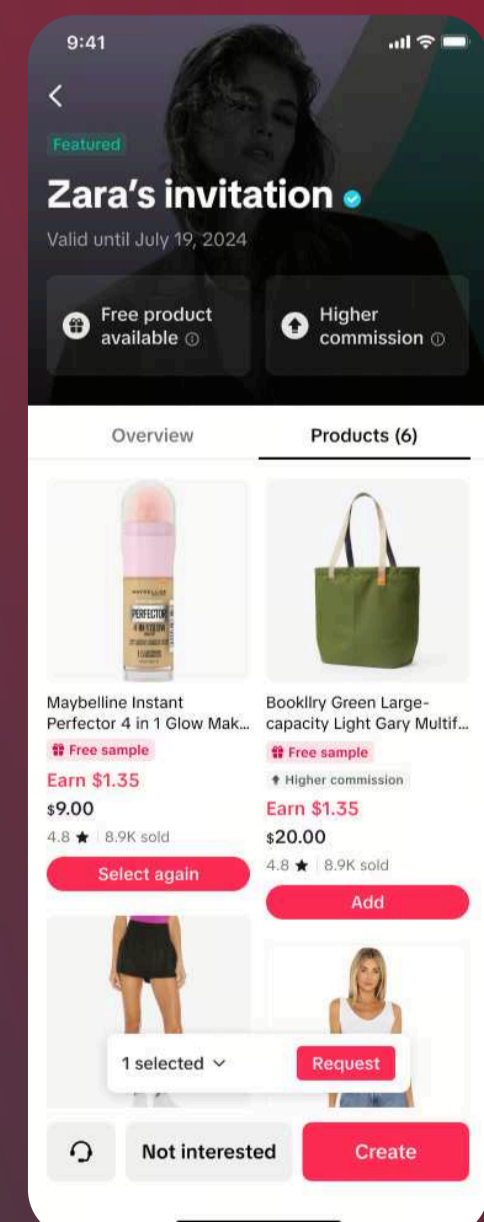 9:41
Featured
Zara's invitation
Valid until July 19, 2024
Free product
available
Higher
commission
Overview
Products (6)
MAYBELLINE
PERFECTOR
Maybelline Instant
Perfector 4 in 1 Glow Mak...
Free sample
Earn $1.35
$9.00
4.8 ★ 8.9K sold
Select again
Bookllry Green Large-
capacity Light Gary Multif...
Free sample
Higher commission
Earn $1.35
$20.00
4.8 ★ 8.9K sold
Add
1 selected
Request
Not interested
Create